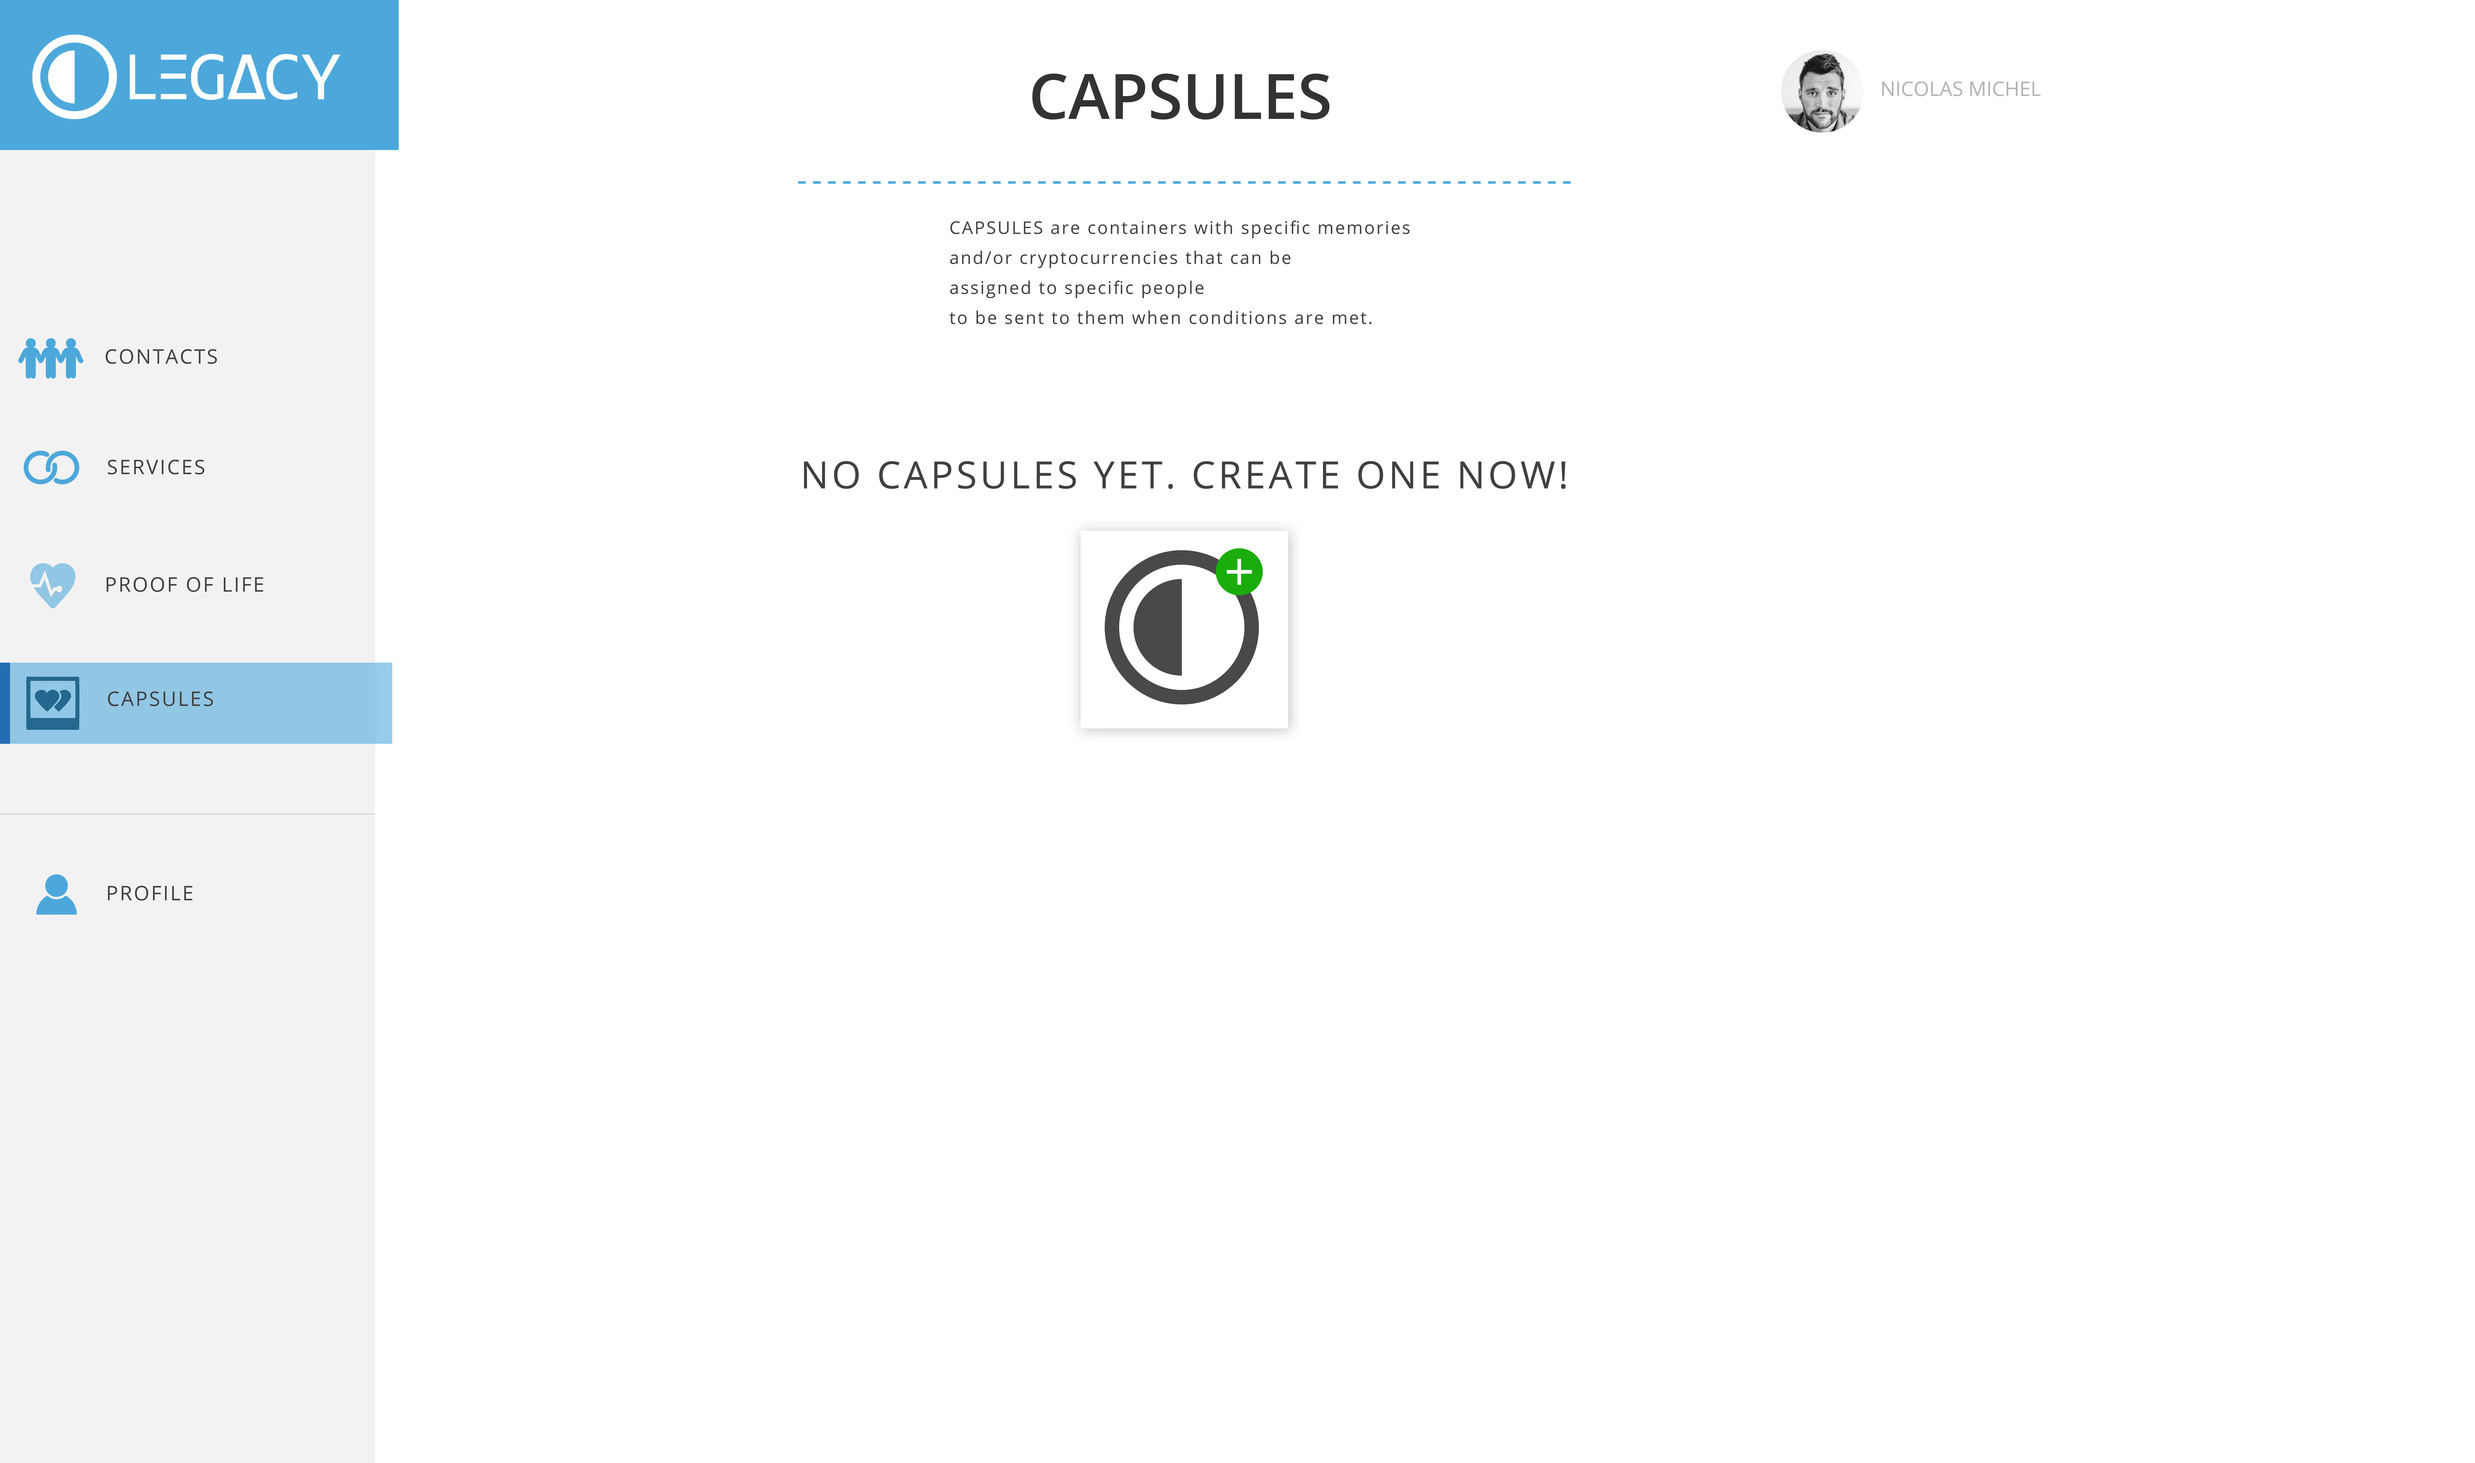 LEGACY
CAPSULES
NICOLAS MICHEL
CAPSULES are containers with specific memories
and/or cryptocurrencies that can be
assigned to specific people
to be sent to them when conditions are met.
CONTACTS
SERVICES
PROOF OF LIFE
CAPSULES
PROFILE
NO CAPSULES YET. CREATE ONE NOW!